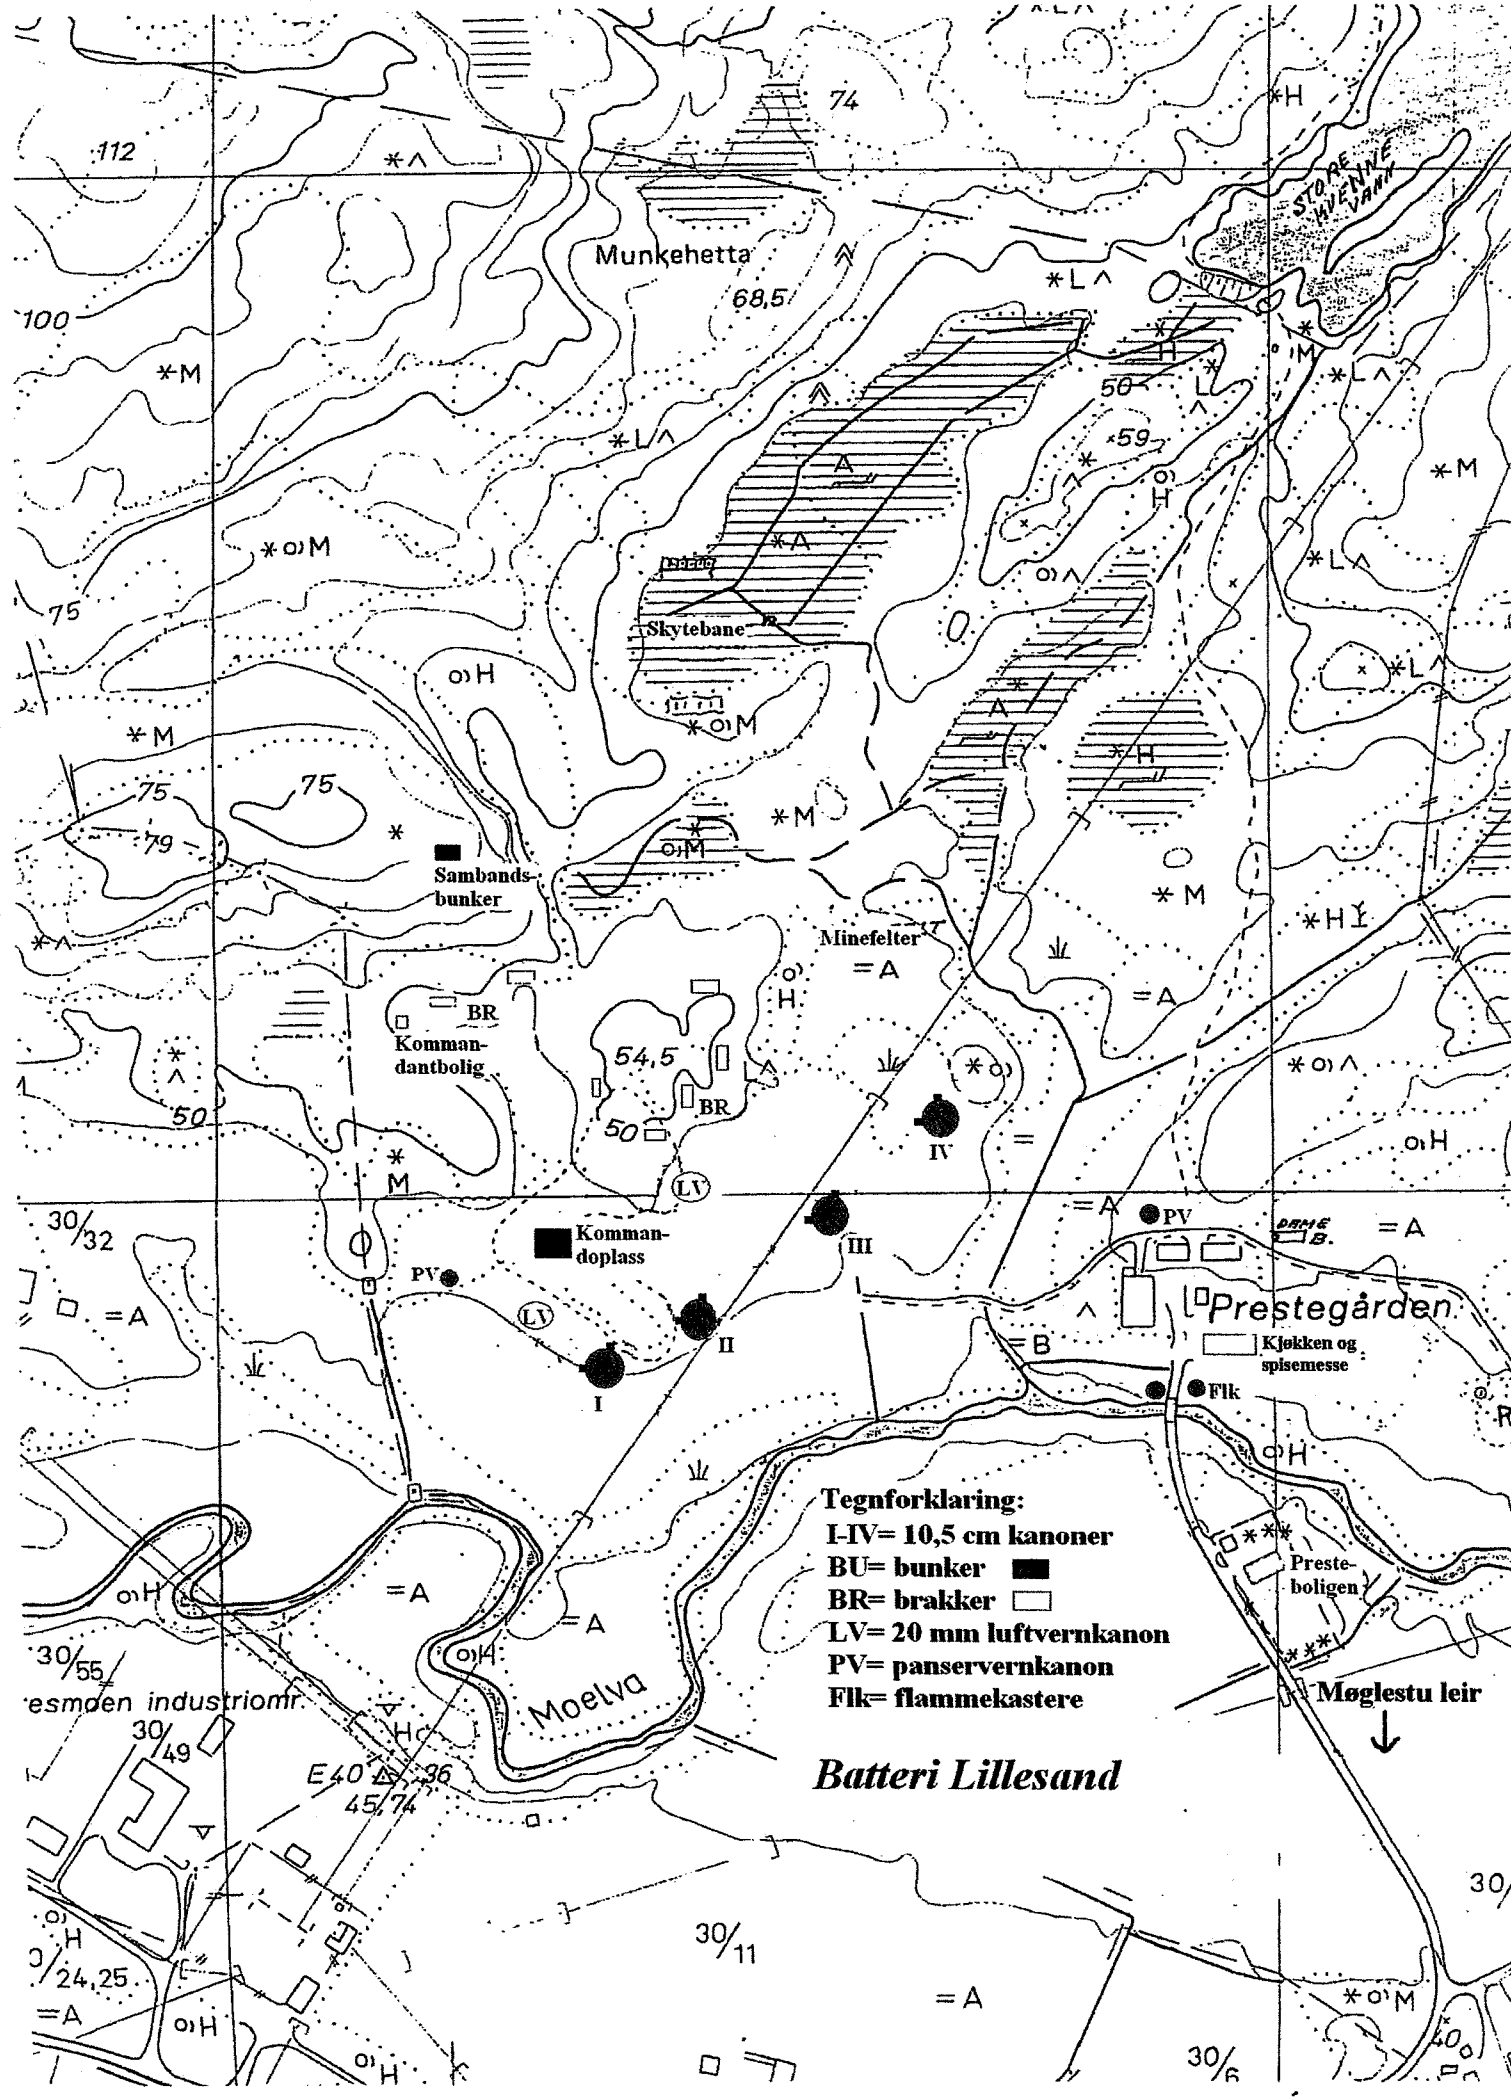 74
*H
112
*^
STORE
KVENNE
VANN
Munkehetta
68,5
*L^
100
*M
H
M
50
L
*L^
59
*L^
*M
A
H
*M
*^
o)M
*L^
o)^
75
Skytebane
o)H
*L^
A
*o)M
*M
*H
75
75
79
*M
o)M
Sambands-
bunker
*M
*H
*^
Minefelter
=A
H
=A
BR
Komman-
dantbolig
54,5
L^
*o)
*o)^
50
BR
50
IV
=
o)H
M
LV
30/32
Komman-
doplass
III
=A
PV
DAME
B.
=A
PV
=A
LV
II
Prestegården
=B
Kjøkken og
spisemesse
I
Flk
R
o)H
Tegnforklaring:
I-IV= 10,5 cm kanoner
BU= bunker
BR= brakker
LV= 20 mm luftvernkanon
PV= panservernkanon
Flk= flammekastere
Preste-
boligen
o)H
=A
=A
o)H
30/55
esmoen industriomr.
Moelva
Møglestu leir
30/49
H
E40
36
45,74
Batteri Lillesand
30/
30/11
o)H
24,25
=A
=A
*o)M
o)H
40
o)H
30/6